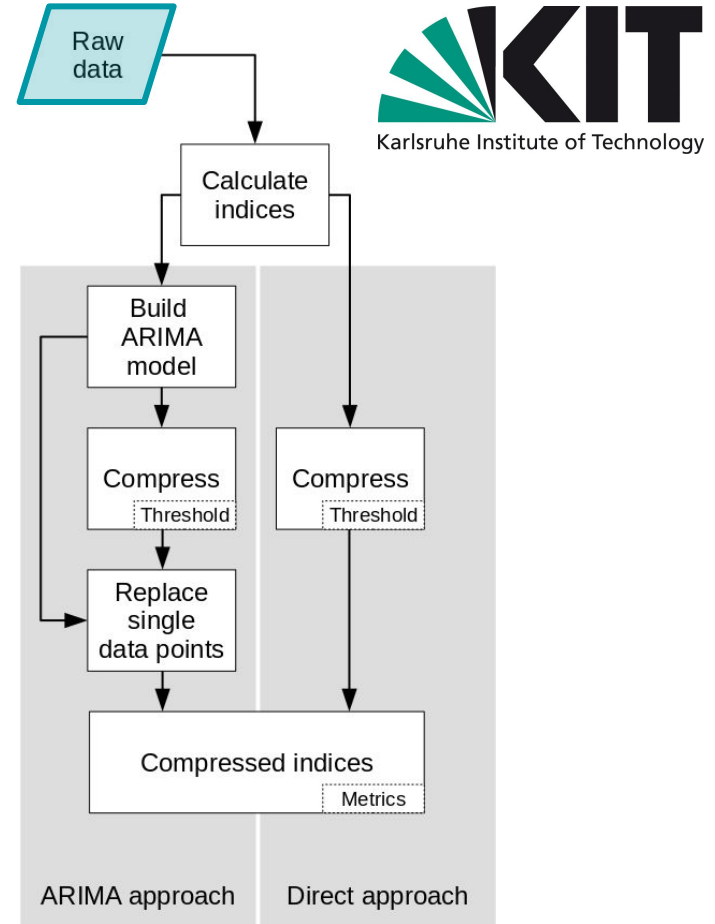 Raw
data
KIT
Karlsruhe Institute of Technology
Calculate
indices
Build
ARIMA
model
Compress
Threshold
Compress
Threshold
Replace
single
data points
Compressed indices
Metrics
ARIMA approach
Direct approach